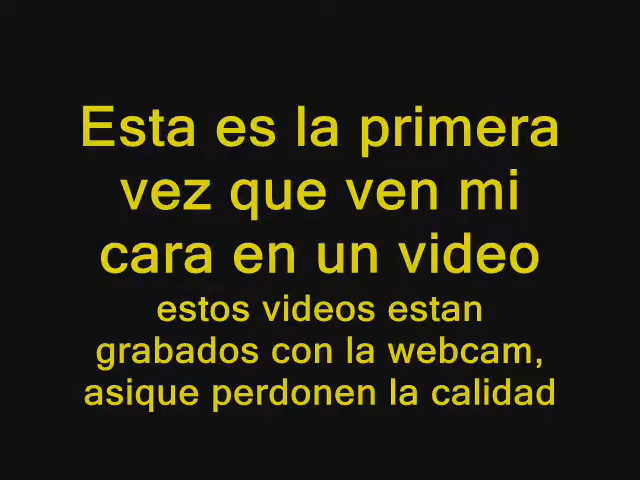 Esta es la primera
vez que ven mi
cara en un video
estos videos estan
grabados con la webcam,
asique perdonen la calidad